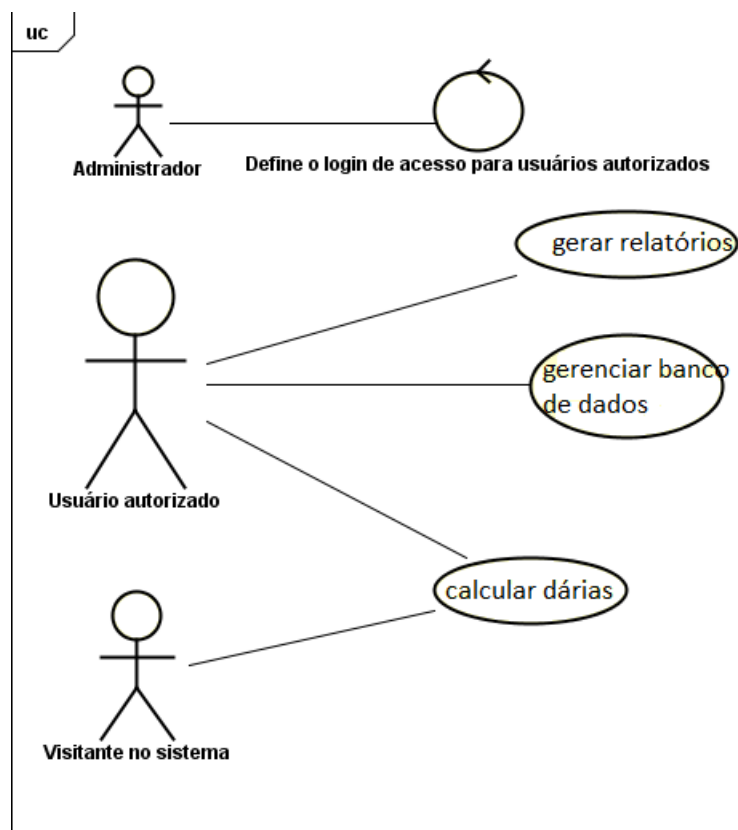 uc
Administrador
Define o login de acesso para usuários autorizados
gerar relatórios
gerenciar banco
de dados
Usuário autorizado
calcular dárias
Visitante no sistema